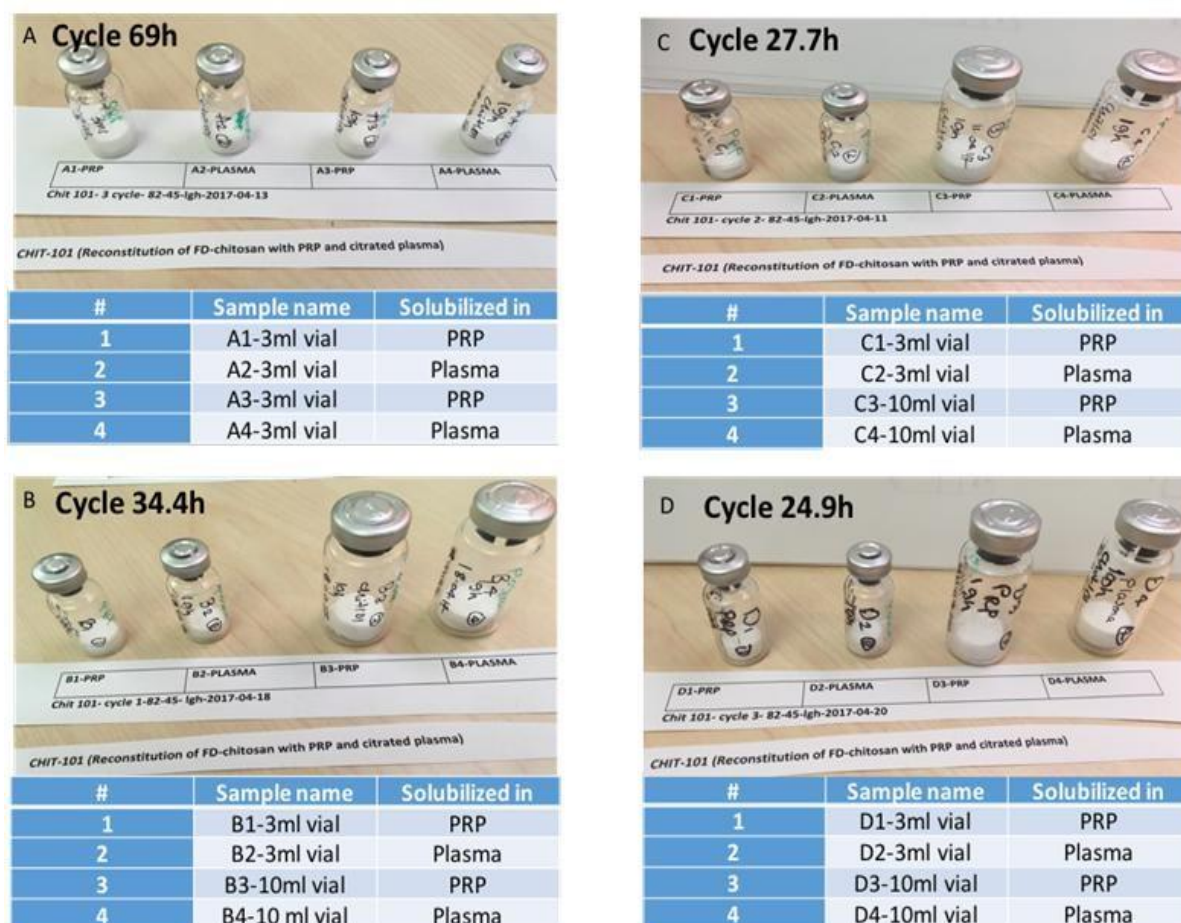 A Cycle 69h
A1-PRP A2-PLASMA A3-PRP A4-PLASMA
Chit 101- 3 cycle- 82-45-lgh-2017-04-13
CHIT-101 (Reconstitution of FD-chitosan with PRP and citrated plasma)
# Sample name Solubilized in
1 A1-3ml vial PRP
2 A2-3ml vial Plasma
3 A3-3ml vial PRP
4 A4-3ml vial Plasma
B Cycle 34.4h
B1-PRP B2-PLASMA B3-PRP B4-PLASMA
Chit 101- cycle 1-82-45- lgh-2017-04-18
CHIT-101 (Reconstitution of FD-chitosan with PRP and citrated plasma)
# Sample name Solubilized in
1 B1-3ml vial PRP
2 B2-3ml vial Plasma
3 B3-10ml vial PRP
4 B4-10 ml vial Plasma
C Cycle 27.7h
C1-PRP C2-PLASMA C3-PRP C4-PLASMA
Chit 101- cycle 2- 82-45-lgh-2017-04-11
CHIT-101 (Reconstitution of FD-chitosan with PRP and citrated plasma)
# Sample name Solubilized in
1 C1-3ml vial PRP
2 C2-3ml vial Plasma
3 C3-10ml vial PRP
4 C4-10ml vial Plasma
D Cycle 24.9h
D1 PRP
D2
PRP
lgh
D4
Plasma
D1-PRP D2-PLASMA D3-PRP D4-PLASMA
Chit 101- cycle 3- 82-45-lgh-2017-04-20
CHIT-101 (Reconstitution of FD-chitosan with PRP and citrated plasma)
# Sample name Solubilized in
1 D1-3ml vial PRP
2 D2-3ml vial Plasma
3 D3-10ml vial PRP
4 D4-10ml vial Plasma